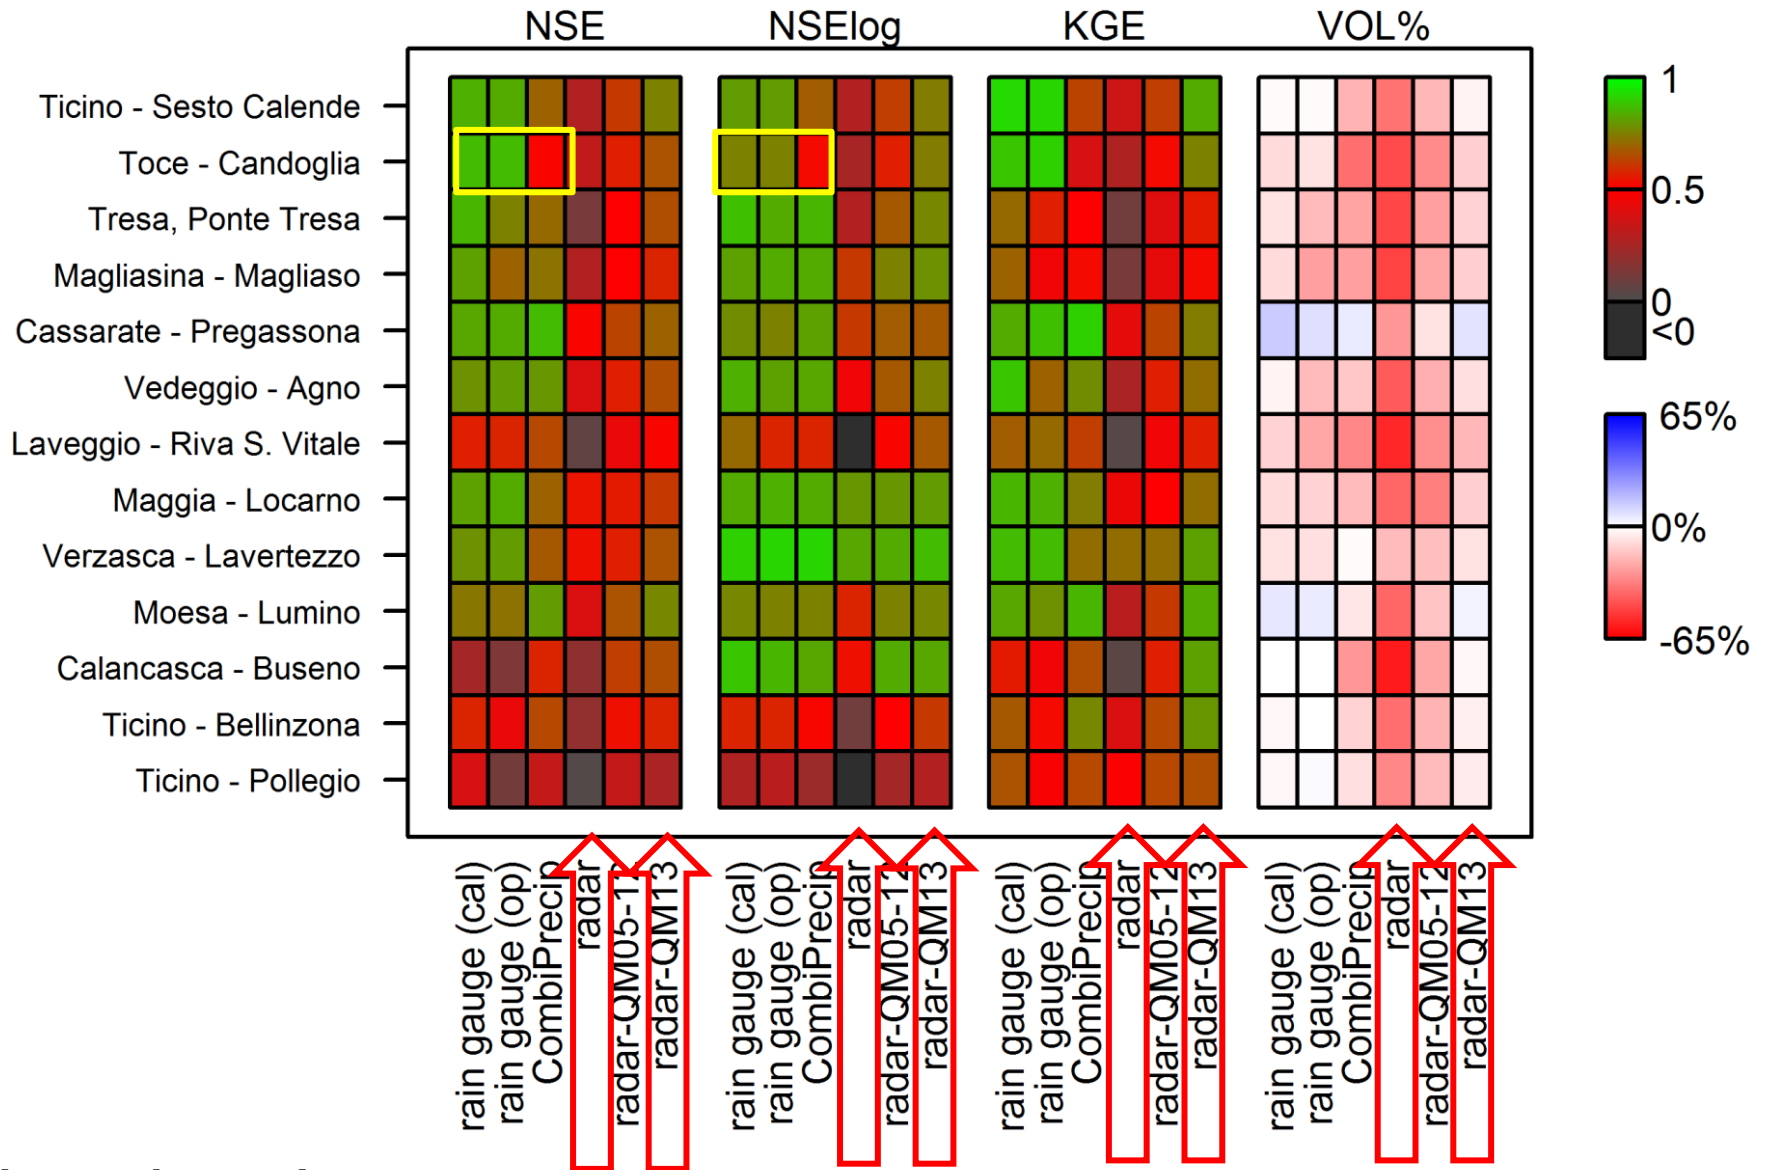 NSE NSElog KGE VOL%
Ticino - Sesto Calende
Toce - Candoglia
Tresa, Ponte Tresa
Magliasina - Magliaso
Cassarate - Pregassona
Vedeggio - Agno
Laveggio - Riva S. Vitale
Maggia - Locarno
Verzasca - Lavertezzo
Moesa - Lumino
Calancasca - Buseno
Ticino - Bellinzona
Ticino - Pollegio
1
0.5
0
<0
65%
0%
-65%
rain gauge (cal)
rain gauge (op)
CombiPrecip
radar
radar-QM05-12
radar-QM13
rain gauge (cal)
rain gauge (op)
CombiPrecip
radar
radar-QM05-12
radar-QM13
rain gauge (cal)
rain gauge (op)
CombiPrecip
radar
radar-QM05-12
radar-QM13
rain gauge (cal)
rain gauge (op)
CombiPrecip
radar
radar-QM05-12
radar-QM13